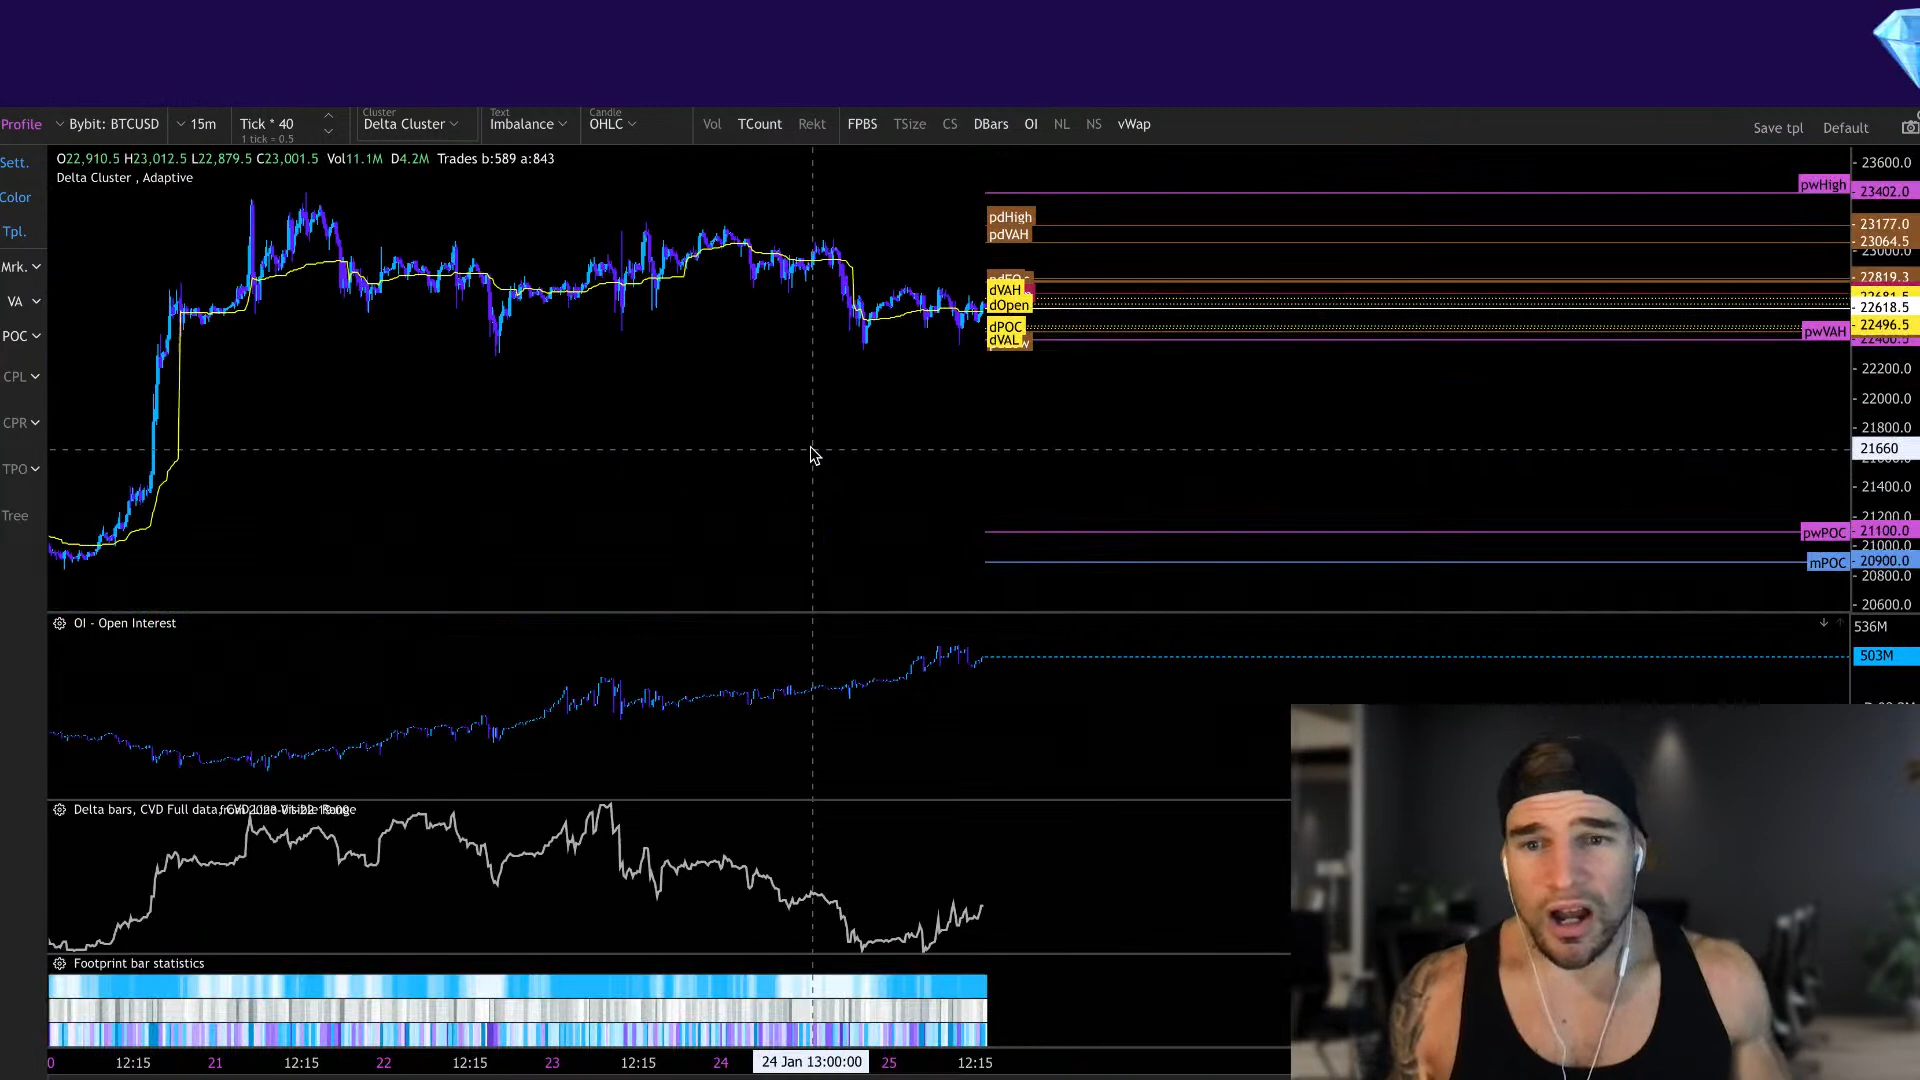 Profile Bybit: BTCUSD 15m Tick * 40 1 tick = 0.5 Cluster Delta Cluster Text Imbalance Candle OHLC Vol TCount Rekt FPBS TSize CS DBars OI NL NS vWap Save tpl Default
Sett.
Color
Tpl.
Mrk.
VA
POC
CPL
CPR
TPO
Tree
O22,910.5 H23,012.5 L22,879.5 C23,001.5 Vol11.1M D4.2M Trades b:589 a:843
Delta Cluster , Adaptive
pdHigh
pdVAH
dVAH
dOpen
dPOC
dVAL
pwHigh
pwVAH
pwPOC
mPOC
23600.0
23402.0
23177.0
23064.5
23000.0
22819.3
22618.5
22496.5
22400.5
22200.0
22000.0
21800.0
21660
21400.0
21200.0
21100.0
21000.0
20900.0
20800.0
20600.0
OI - Open Interest
536M
503M
Delta bars, CVD Full data,
Footprint bar statistics
0 12:15 21 12:15 22 12:15 23 12:15 24 24 Jan 13:00:00 25 12:15